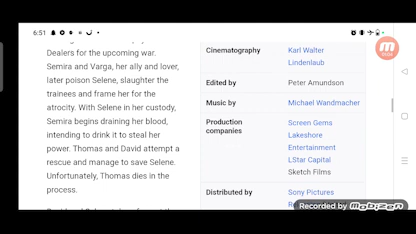 6:51
Dealers for the upcoming war.
Semira and Varga, her ally and lover,
later poison Selene, slaughter the
trainees and frame her for the
atrocity. With Selene in her custody,
Semira begins draining her blood,
intending to drink it to steal her
power. Thomas and David attempt a
rescue and manage to save Selene.
Unfortunately, Thomas dies in the
process.
Cinematography Karl Walter
Lindenlaub
Edited by Peter Amundson
Music by Michael Wandmacher
Production Screen Gems
companies Lakeshore
Entertainment
LStar Capital
Sketch Films
Distributed by Sony Pictures
Recorded by Mobizen